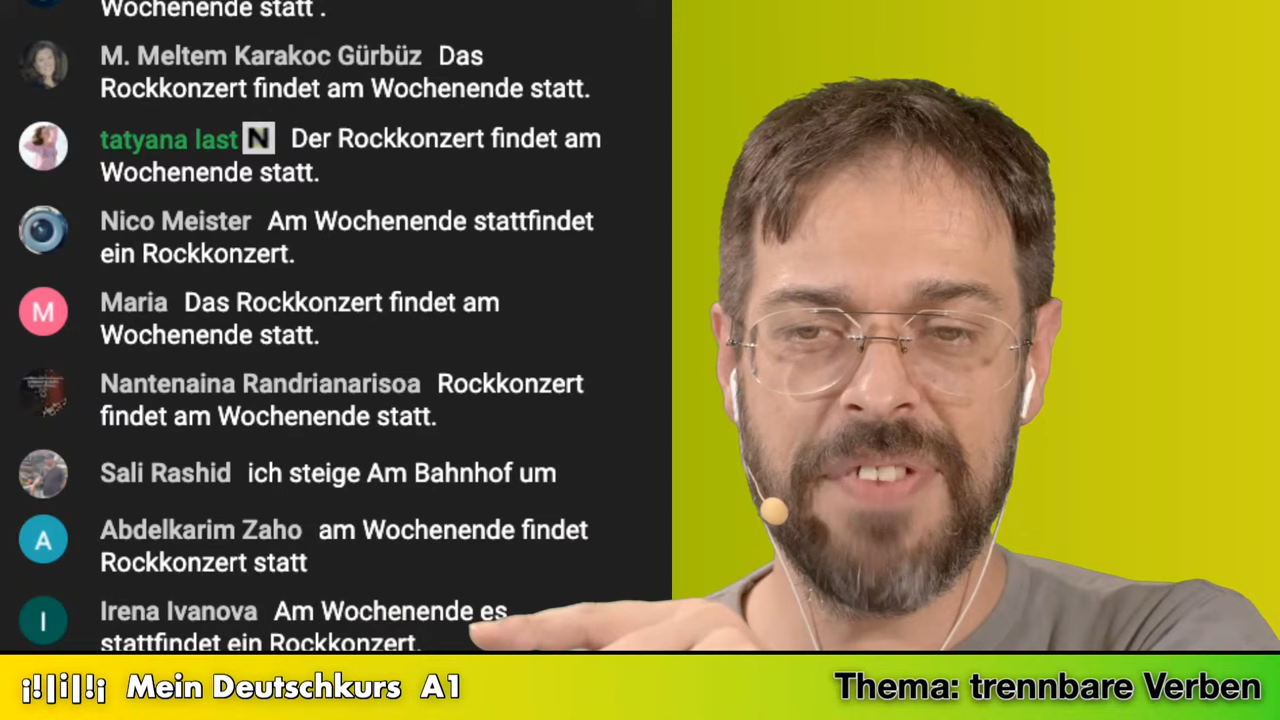 Wochenende statt .
M. Meltem Karakoc Gürbüz Das
Rockkonzert findet am Wochenende statt.
tatyana last N Der Rockkonzert findet am
Wochenende statt.
Nico Meister Am Wochenende stattfindet
ein Rockkonzert.
M Maria Das Rockkonzert findet am
Wochenende statt.
Nantenaina Randrianarisoa Rockkonzert
findet am Wochenende statt.
Sali Rashid ich steige Am Bahnhof um
A Abdelkarim Zaho am Wochenende findet
Rockkonzert statt
I Irena Ivanova Am Wochenende es
stattfindet ein Rockkonzert.
¡!|i|!¡ Mein Deutschkurs A1
Thema: trennbare Verben